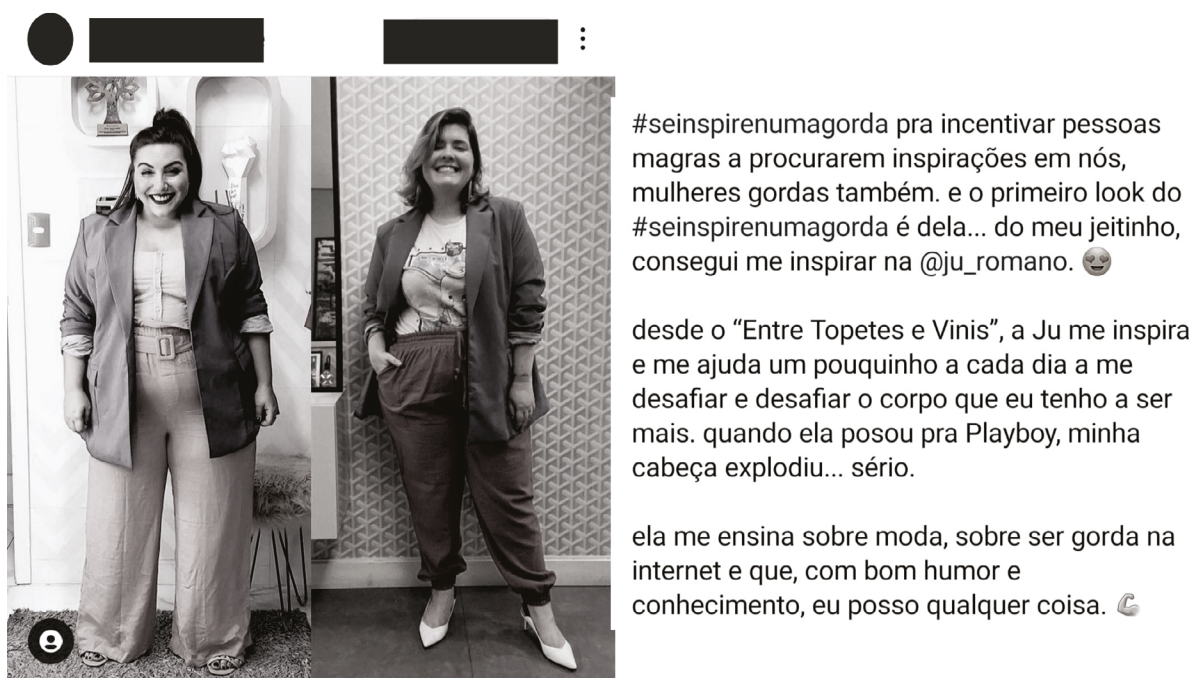 #seinspirenumagorda pra incentivar pessoas
magras a procurarem inspirações em nós,
mulheres gordas também. e o primeiro look do
#seinspirenumagorda é dela... do meu jeitinho,
consegui me inspirar na @ju_romano. 😍
desde o “Entre Topetes e Vinis”, a Ju me inspira
e me ajuda um pouquinho a cada dia a me
desafiar e desafiar o corpo que eu tenho a ser
mais. quando ela posou pra Playboy, minha
cabeça explodiu... sério.
ela me ensina sobre moda, sobre ser gorda na
internet e que, com bom humor e
conhecimento, eu posso qualquer coisa. 💪